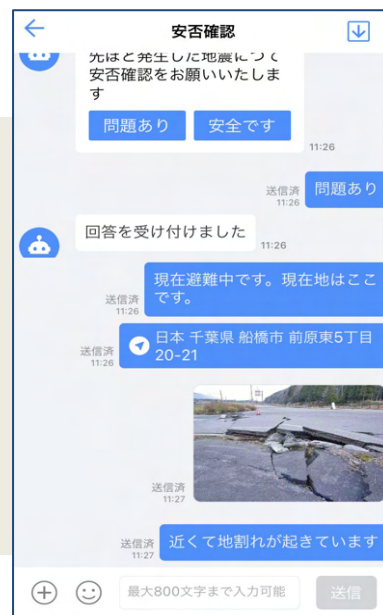 安否確認
先ほど発生した地震につて
安否確認をお願いいたしま
す
問題あり
安全です
11:26
問題あり
送信済
11:26
回答を受け付けました
11:26
現在避難中です。現在地はここ
です。
送信済
11:26
日本 千葉県 船橋市 前原東5丁目
20-21
送信済
11:26
送信済
11:27
近くて地割れが起きています
送信済
11:27
最大800文字まで入力可能
送信